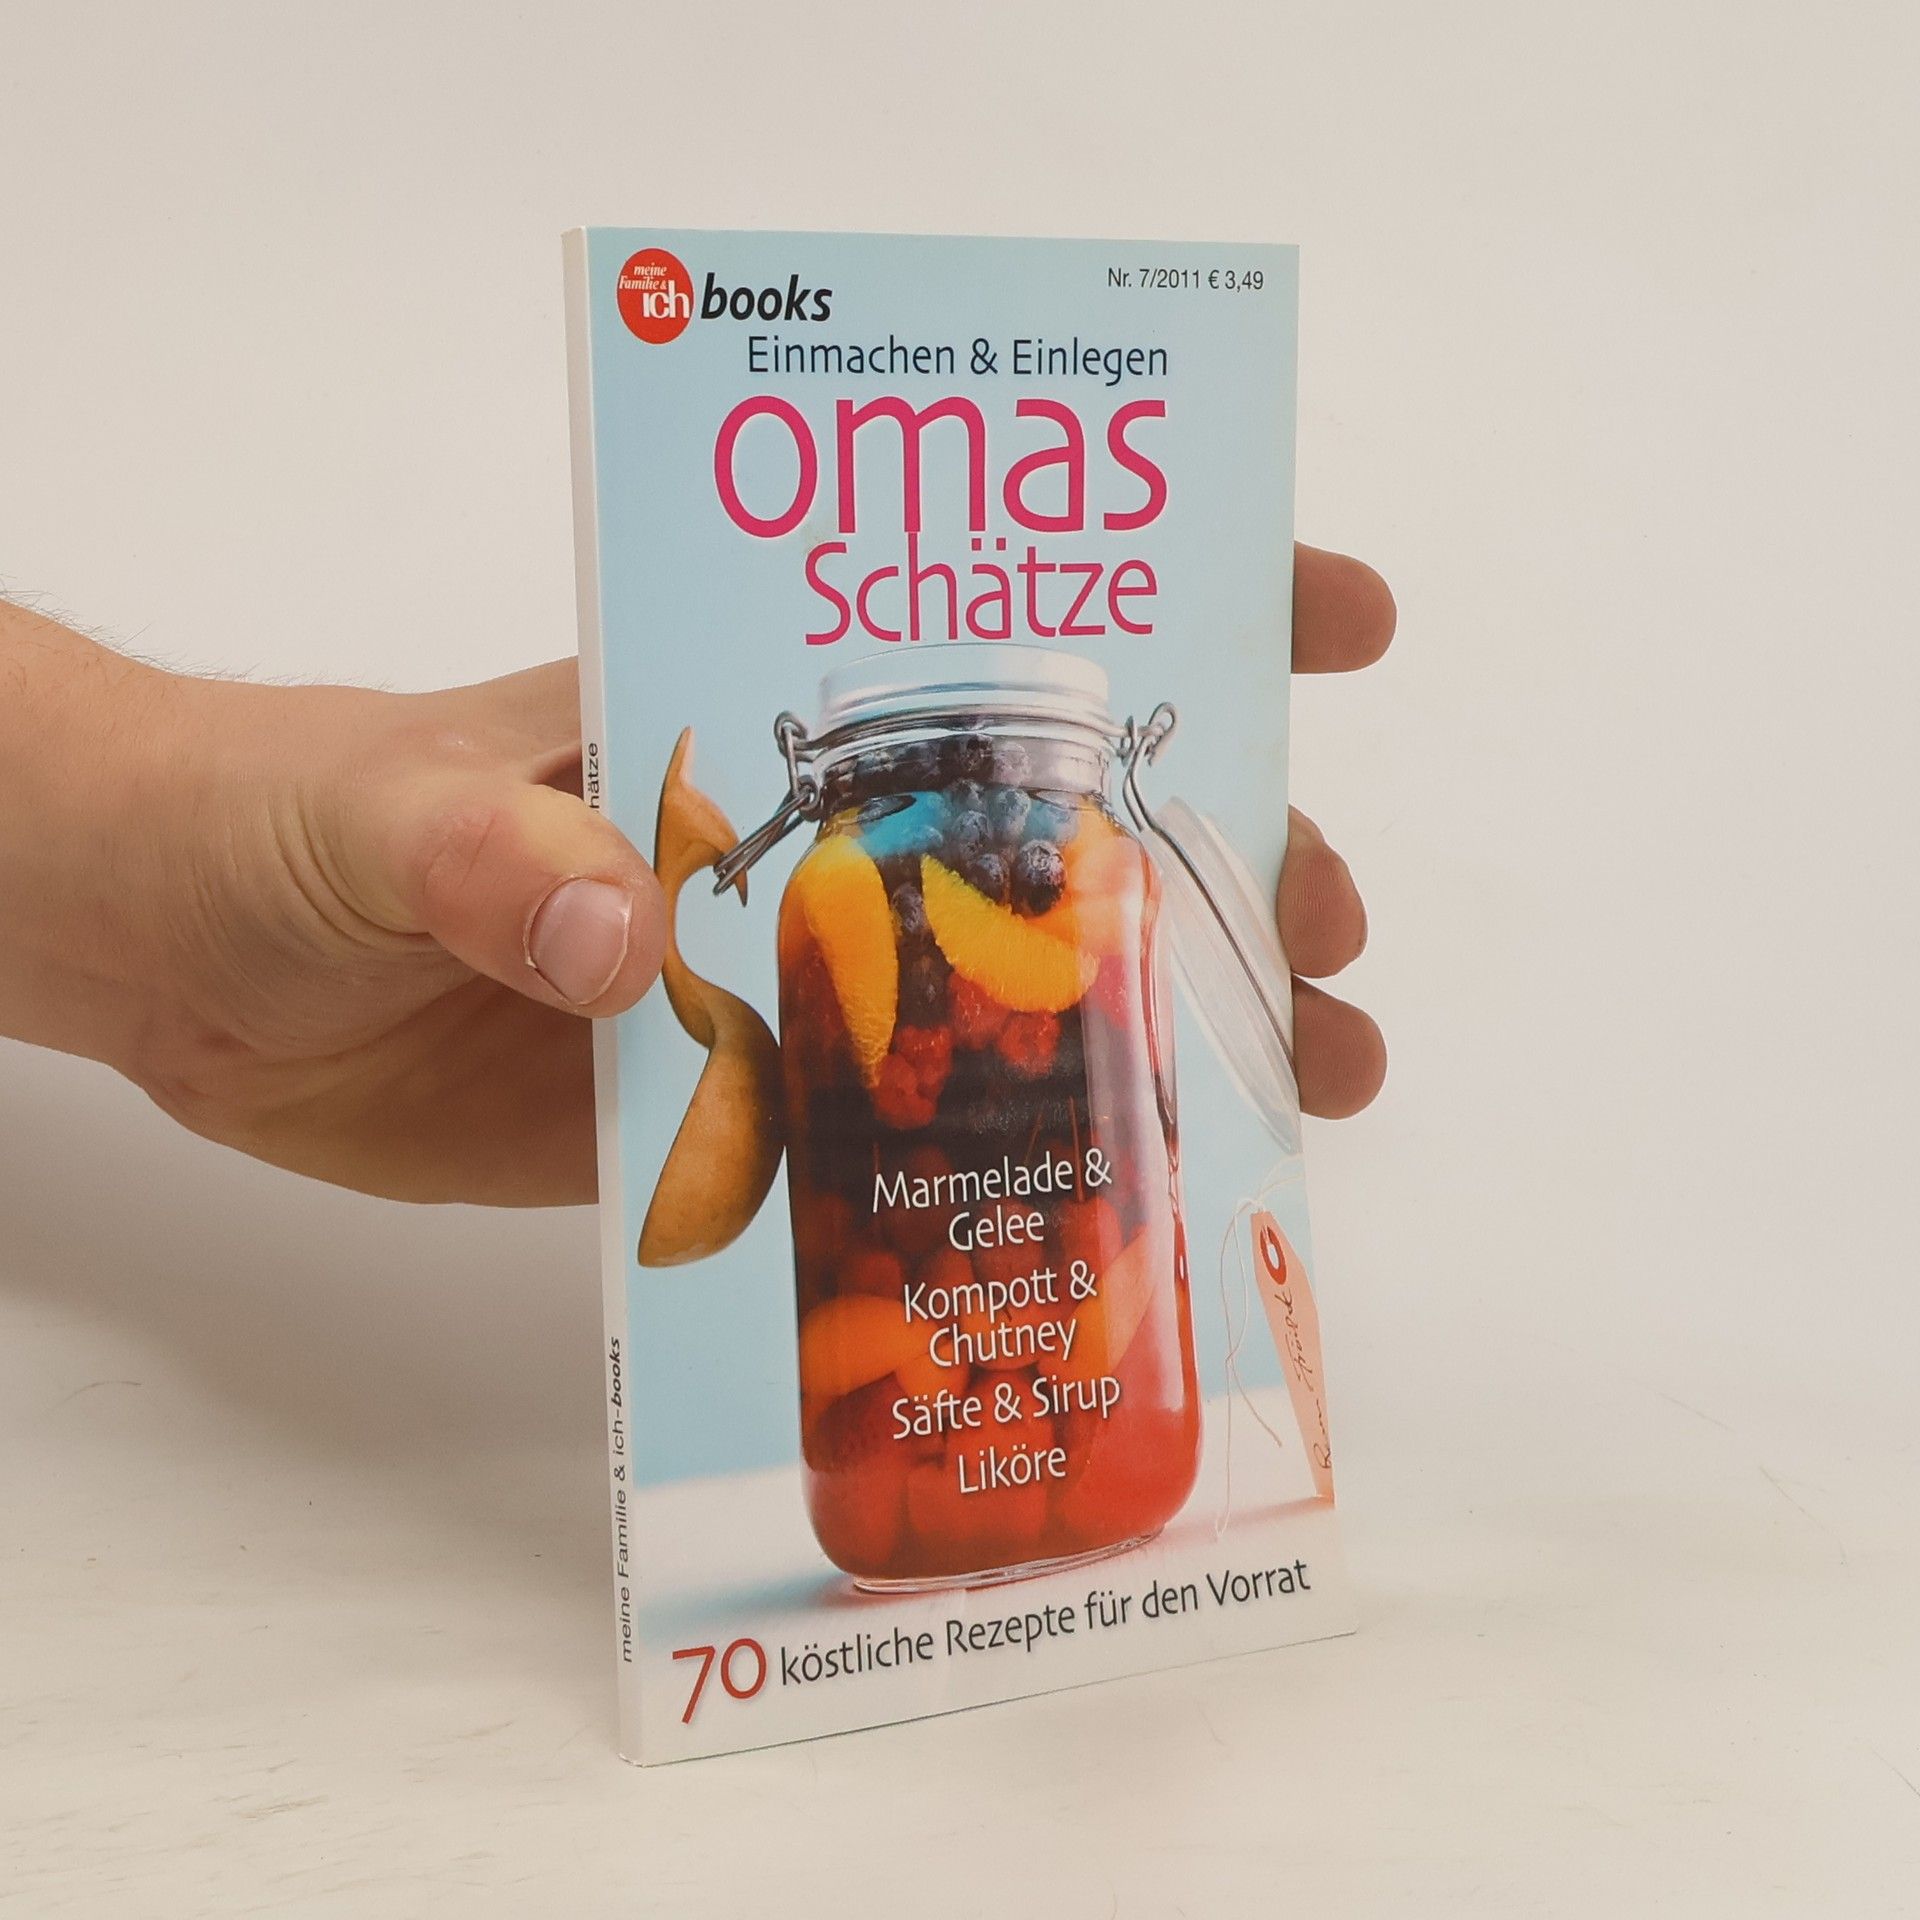 meine
Familie &
ich books
Nr. 7/2011 € 3,49
Einmachen & Einlegen
omas
Schätze
Marmelade &
Gelee
Kompott &
Chutney
Säfte & Sirup
Liköre
70 köstliche Rezepte für den Vorrat
hätze
meine Familie & ich-books